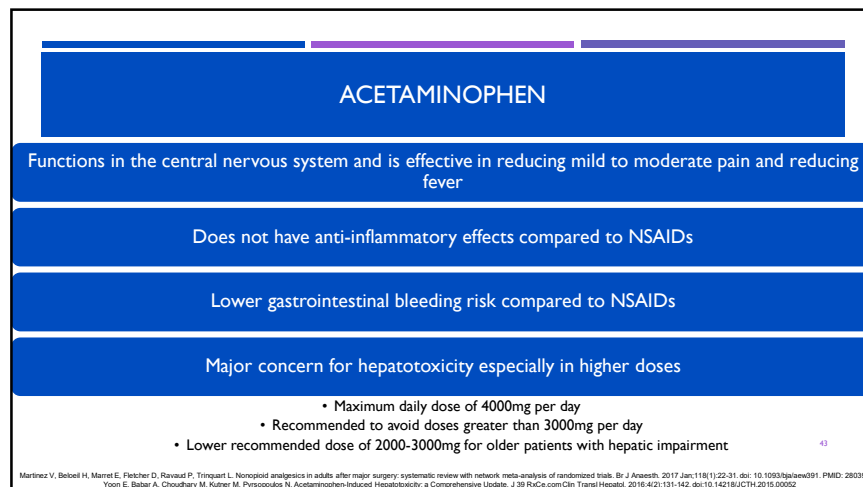 ACETAMINOPHEN
Functions in the central nervous system and is effective in reducing mild to moderate pain and reducing
fever
Does not have anti-inflammatory effects compared to NSAIDs
Lower gastrointestinal bleeding risk compared to NSAIDs
Major concern for hepatotoxicity especially in higher doses
• Maximum daily dose of 4000mg per day
• Recommended to avoid doses greater than 3000mg per day
• Lower recommended dose of 2000-3000mg for older patients with hepatic impairment
43
Martinez V, Beloeil H, Marret E, Fletcher D, Ravaud P, Trinquart L. Nonopioid analgesics in adults after major surgery: systematic review with network meta-analysis of randomized trials. Br J Anaesth. 2017 Jan;118(1):22-31. doi: 10.1093/bja/aew391. PMID: 28039
Yoon E, Babar A, Choudhary M, Kutner M, Pyrsopoulos N. Acetaminophen-Induced Hepatotoxicity: a Comprehensive Update. J 39 RxCe.com Clin Transl Hepatol. 2016;4(2):131-142. doi:10.14218/JCTH.2015.00052